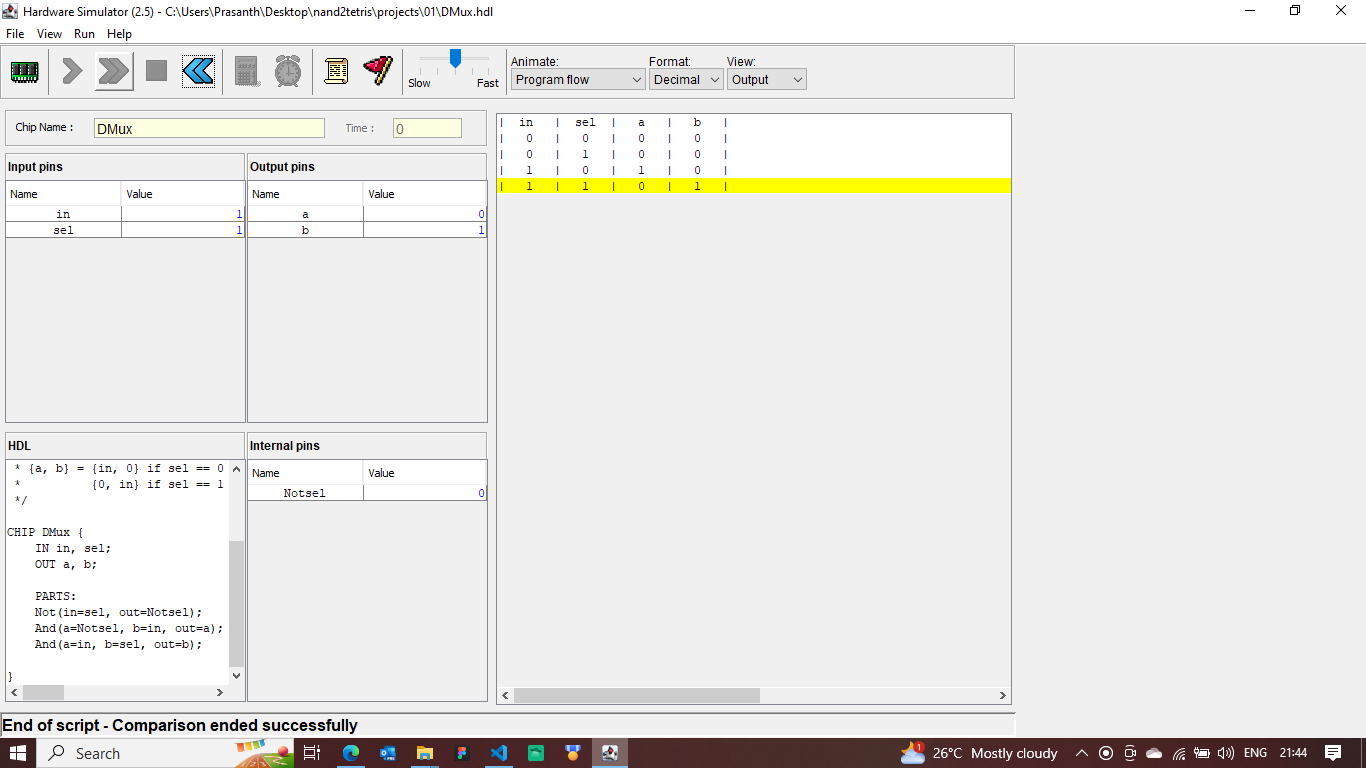 Hardware Simulator (2.5) - C:\Users\Prasanth\Desktop\nand2tetris\projects\01\DMux.hdl
File View Run Help
Slow Fast
Animate: Format: View:
Program flow Decimal Output
Chip Name : DMux Time : 0
Input pins
Name Value
in 1
sel 1
Output pins
Name Value
a 0
b 1
| in | sel | a | b |
| 0 | 0 | 0 | 0 |
| 0 | 1 | 0 | 0 |
| 1 | 0 | 1 | 0 |
| 1 | 1 | 0 | 1 |
HDL
* {a, b} = {in, 0} if sel == 0
* {0, in} if sel == 1
*/
CHIP DMux {
IN in, sel;
OUT a, b;
PARTS:
Not(in=sel, out=Notsel);
And(a=Notsel, b=in, out=a);
And(a=in, b=sel, out=b);
}
Internal pins
Name Value
Notsel 0
End of script - Comparison ended successfully
Search 1 26°C Mostly cloudy ENG 21:44